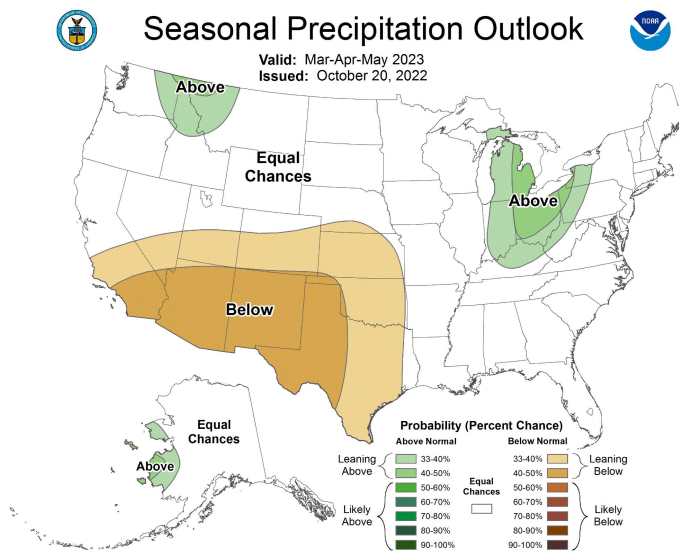 Seasonal Precipitation Outlook
NOAA
Valid: Mar-Apr-May 2023
Issued: October 20, 2022
Above
Equal
Chances
Above
Below
Equal
Chances
Above
Probability (Percent Chance)
Above Normal
Below Normal
Leaning
Above
33-40%
40-50%
Likely
Above
50-60%
60-70%
70-80%
80-90%
90-100%
Equal
Chances
33-40%
40-50%
Leaning
Below
50-60%
60-70%
70-80%
80-90%
90-100%
Likely
Below